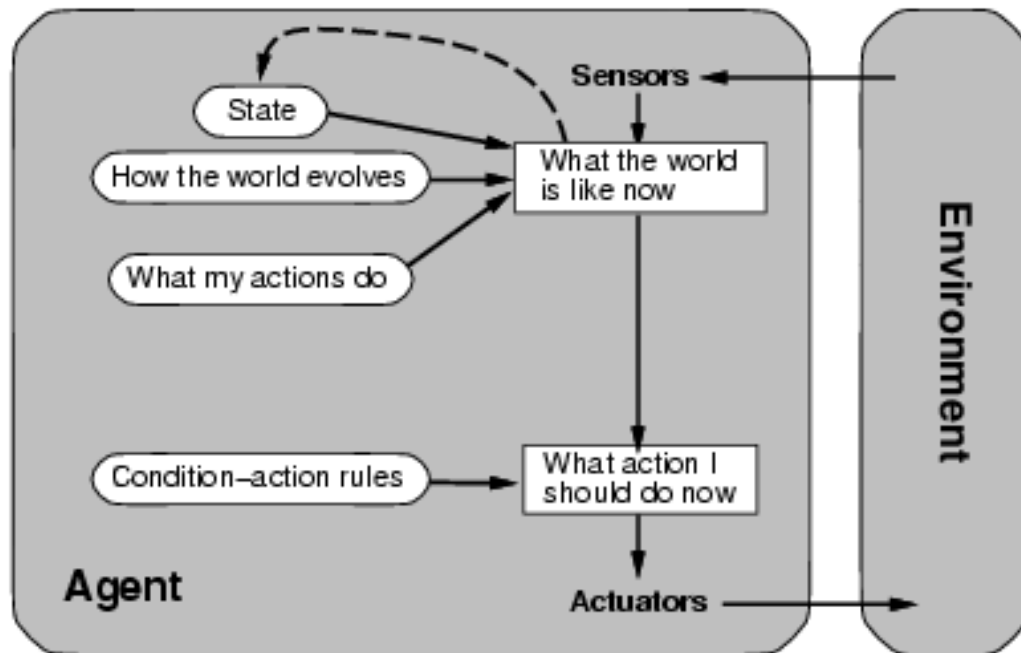 Sensors
State
What the world
is like now
How the world evolves
What my actions do
Environment
Condition–action rules
What action I
should do now
Agent
Actuators